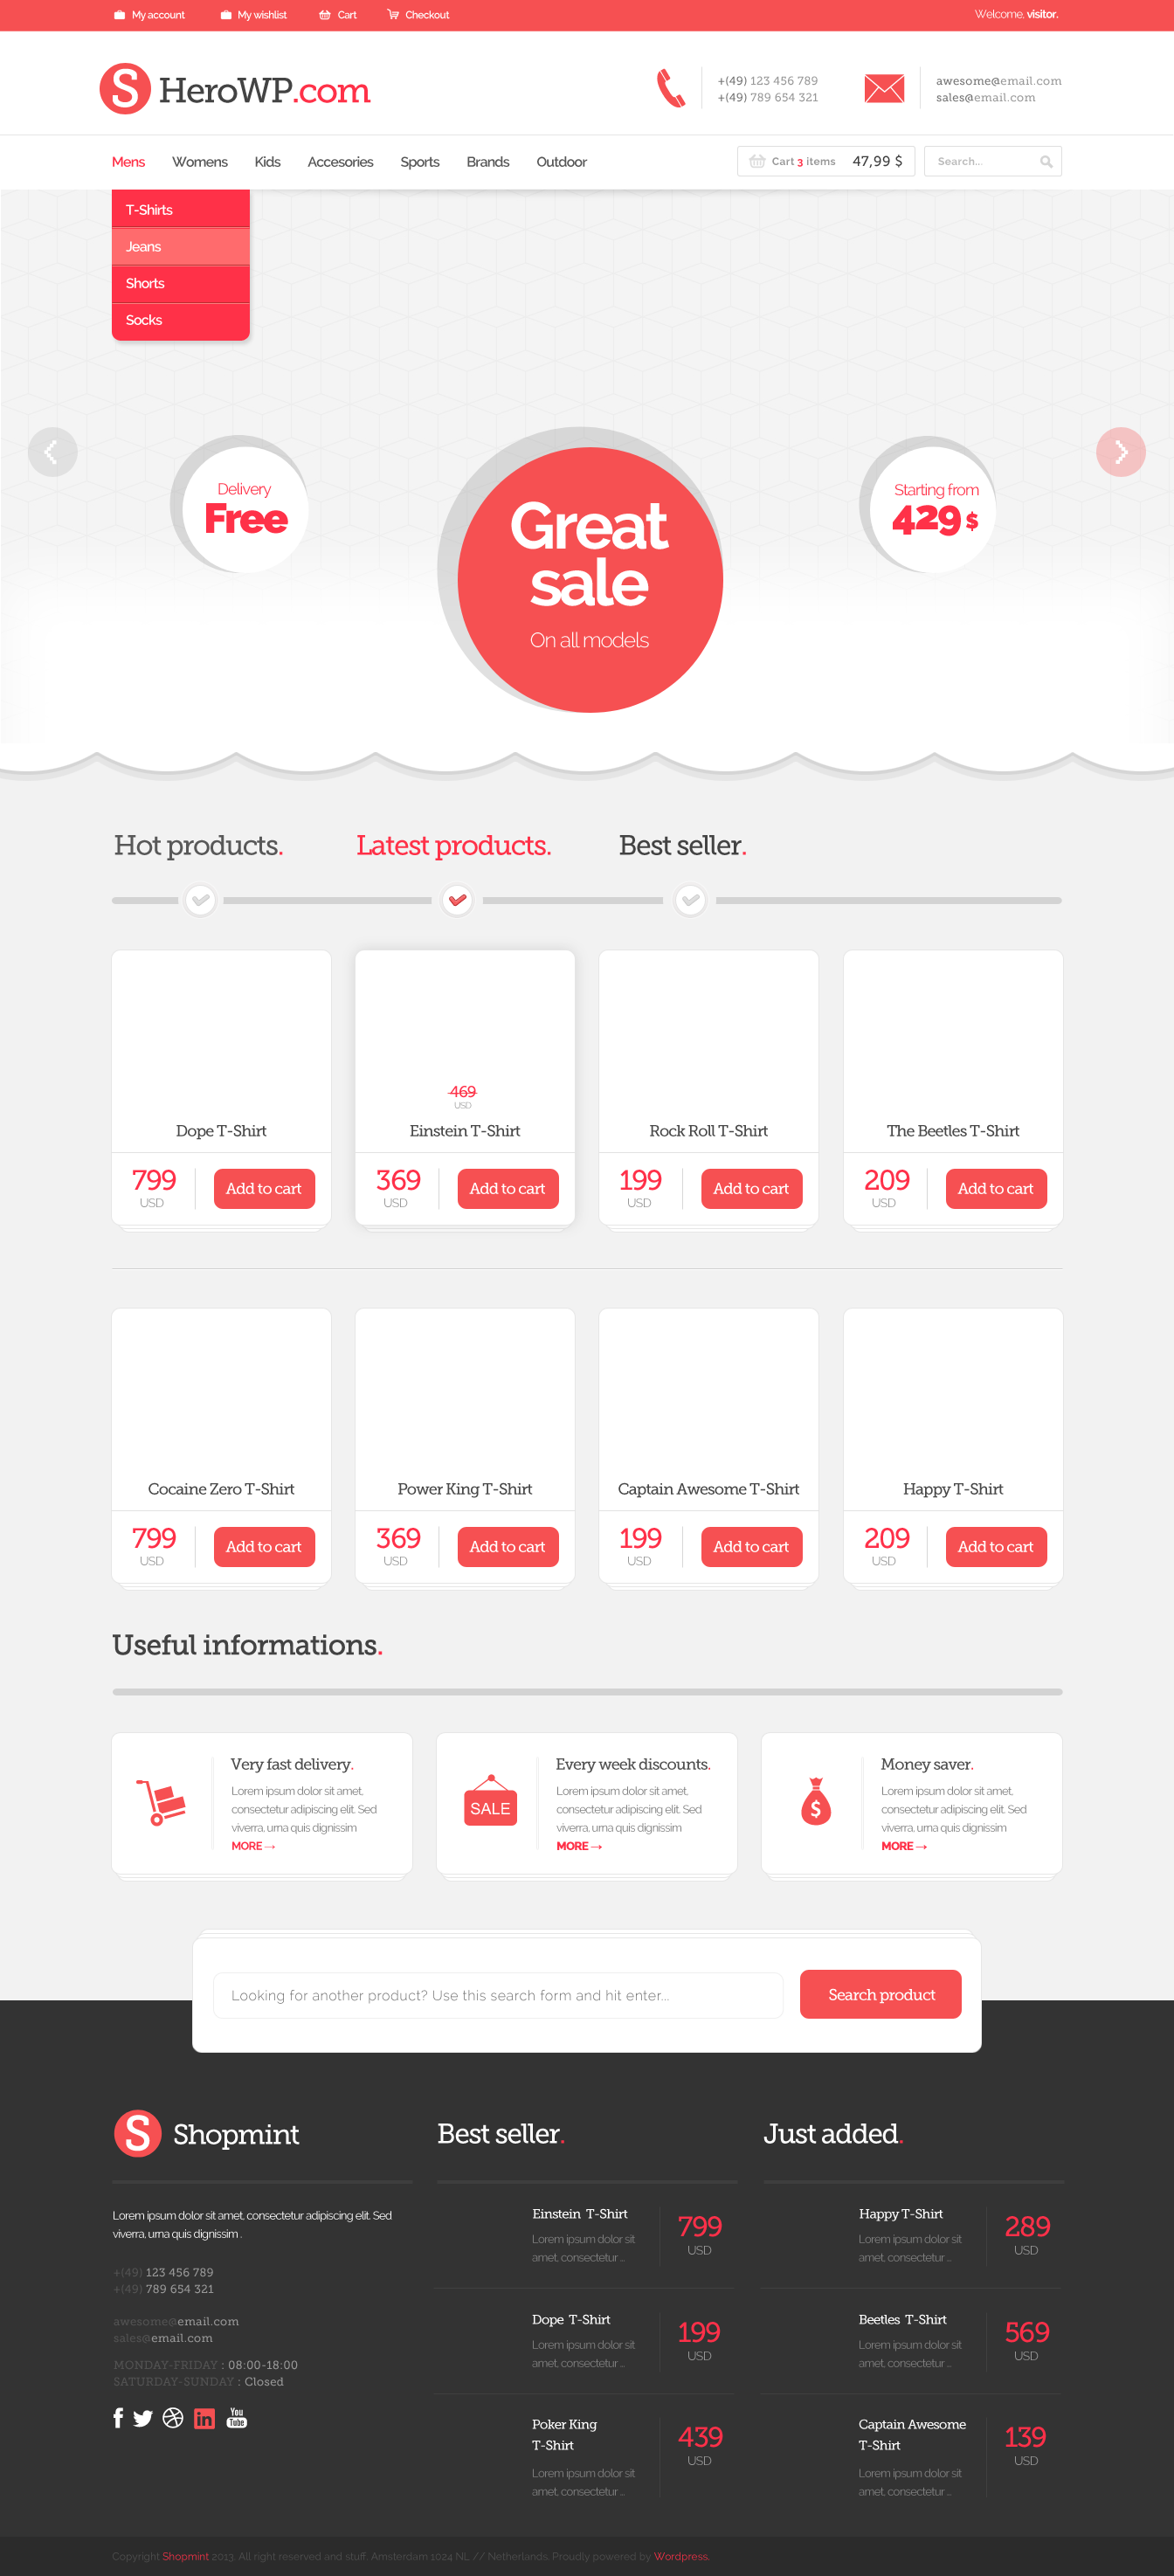 My account My wishlist Cart Checkout Welcome, visitor.
S HeroWP.com
+(49) 123 456 789
+(49) 789 654 321
awesome@email.com
sales@email.com
Mens Womens Kids Accesories Sports Brands Outdoor
Cart 3 items 47,99 $
Search...
T-Shirts
Jeans
Shorts
Socks
Delivery
Free
Great
sale
On all models
Starting from
429 $
Hot products. Latest products. Best seller.
Dope T-Shirt
799
USD
Add to cart
469
USD
Einstein T-Shirt
369
USD
Add to cart
Rock Roll T-Shirt
199
USD
Add to cart
The Beetles T-Shirt
209
USD
Add to cart
Cocaine Zero T-Shirt
799
USD
Add to cart
Power King T-Shirt
369
USD
Add to cart
Captain Awesome T-Shirt
199
USD
Add to cart
Happy T-Shirt
209
USD
Add to cart
Useful informations.
Very fast delivery.
Lorem ipsum dolor sit amet,
consectetur adipiscing elit. Sed
viverra, urna quis dignissim
MORE →
SALE
Every week discounts.
Lorem ipsum dolor sit amet,
consectetur adipiscing elit. Sed
viverra, urna quis dignissim
MORE →
$
Money saver.
Lorem ipsum dolor sit amet,
consectetur adipiscing elit. Sed
viverra, urna quis dignissim
MORE →
Looking for another product? Use this search form and hit enter...
Search product
S Shopmint
Lorem ipsum dolor sit amet, consectetur adipiscing elit. Sed
viverra, urna quis dignissim .
+(49) 123 456 789
+(49) 789 654 321
awesome@email.com
sales@email.com
MONDAY-FRIDAY : 08:00-18:00
SATURDAY-SUNDAY : Closed
f in You Tube
Best seller.
Einstein T-Shirt
Lorem ipsum dolor sit
amet, consectetur ...
799
USD
Dope T-Shirt
Lorem ipsum dolor sit
amet, consectetur ...
199
USD
Poker King
T-Shirt
Lorem ipsum dolor sit
amet, consectetur ...
439
USD
Just added.
Happy T-Shirt
Lorem ipsum dolor sit
amet, consectetur ...
289
USD
Beetles T-Shirt
Lorem ipsum dolor sit
amet, consectetur ...
569
USD
Captain Awesome
T-Shirt
Lorem ipsum dolor sit
amet, consectetur ...
139
USD
Copyright Shopmint 2013. All right reserved and stuff. Amsterdam 1024 NL // Netherlands. Proudly powered by Wordpress.